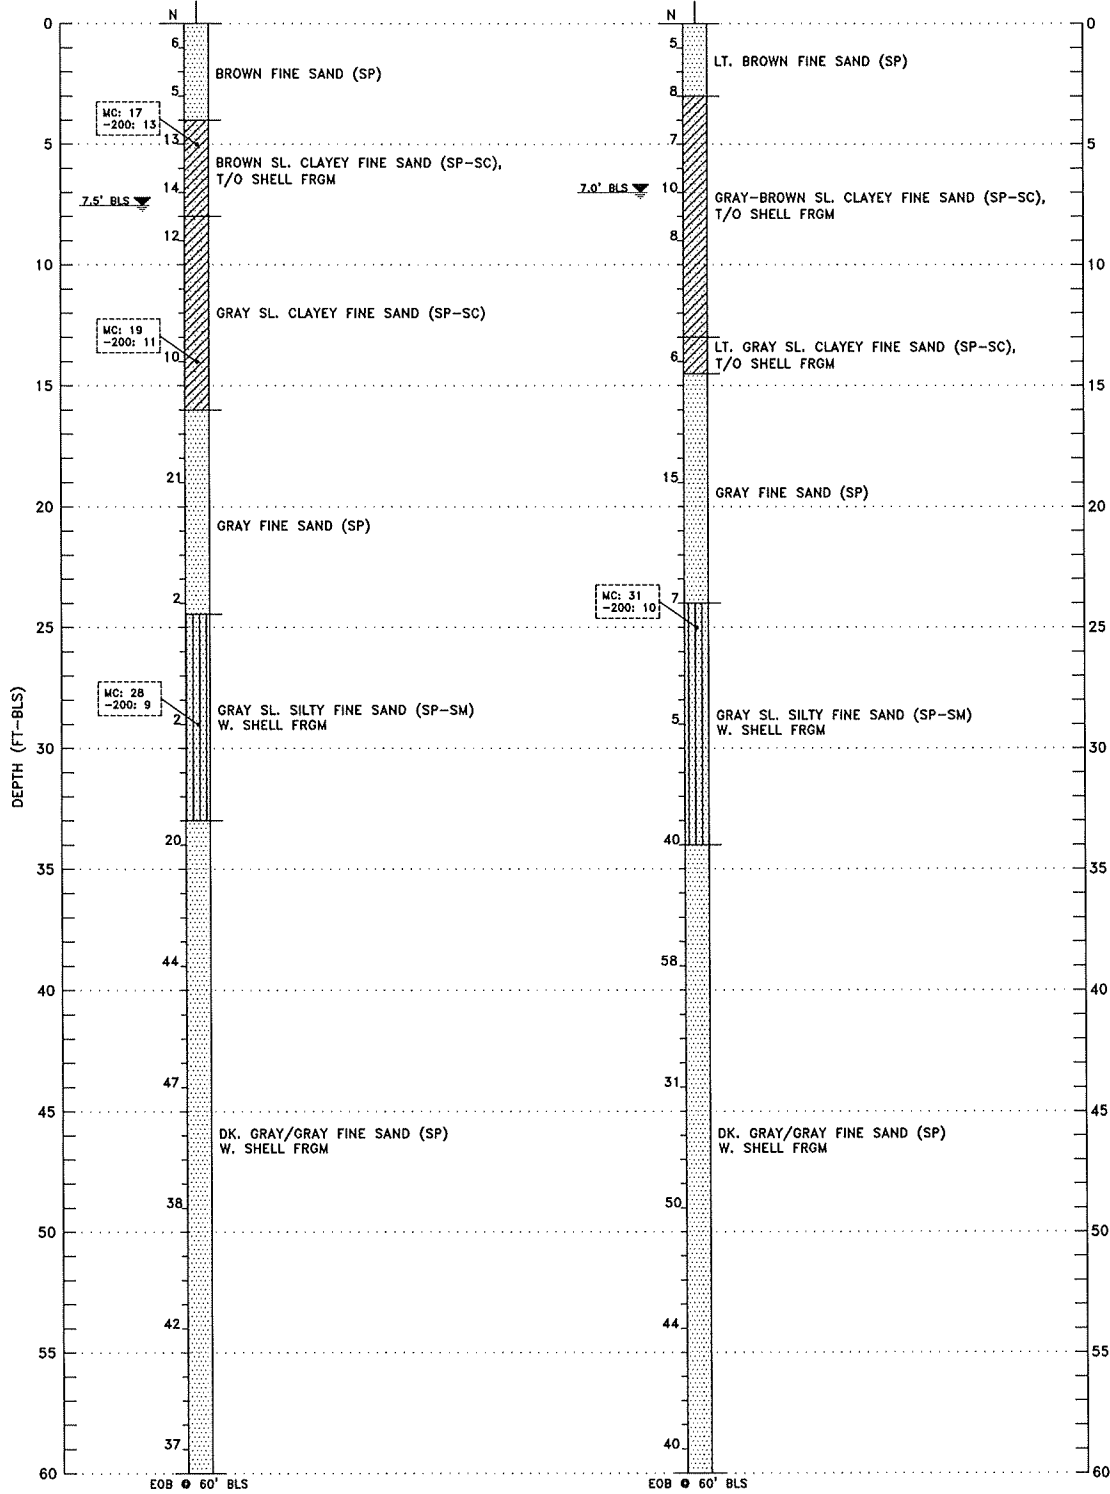 N
N
0
0
6
5
LT. BROWN FINE SAND (SP)
BROWN FINE SAND (SP)
5
8
MC: 17
-200: 13
13
7
5
5
BROWN SL. CLAYEY FINE SAND (SP-SC),
T/O SHELL FRGM
14
7.0' BLS
10
7.5' BLS
GRAY-BROWN SL. CLAYEY FINE SAND (SP-SC),
T/O SHELL FRGM
12
8
10
10
GRAY SL. CLAYEY FINE SAND (SP-SC)
MC: 19
-200: 11
10
6
LT. GRAY SL. CLAYEY FINE SAND (SP-SC),
T/O SHELL FRGM
15
15
21
15
GRAY FINE SAND (SP)
20
20
GRAY FINE SAND (SP)
2
MC: 31
-200: 10
7
25
25
MC: 28
-200: 9
2
GRAY SL. SILTY FINE SAND (SP-SM)
W. SHELL FRGM
5
GRAY SL. SILTY FINE SAND (SP-SM)
W. SHELL FRGM
30
30
DEPTH (FT-BLS)
20
40
35
35
44
58
40
40
47
31
45
45
DK. GRAY/GRAY FINE SAND (SP)
W. SHELL FRGM
DK. GRAY/GRAY FINE SAND (SP)
W. SHELL FRGM
38
50
50
50
42
44
55
55
37
40
60
60
EOB @ 60' BLS
EOB @ 60' BLS